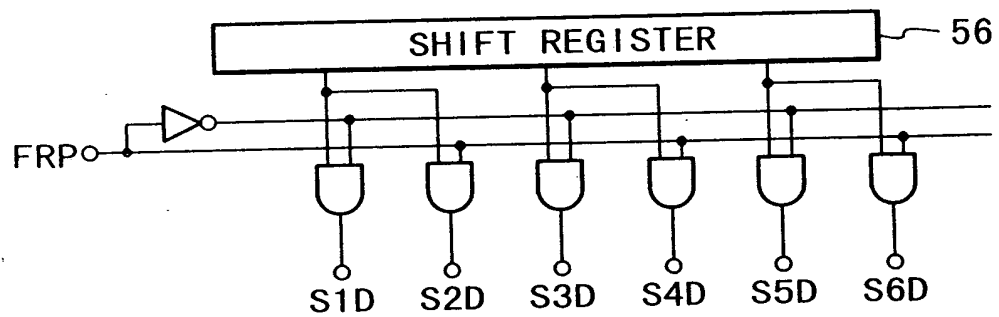 SHIFT REGISTER
56
FRP
S1D S2D S3D S4D S5D S6D